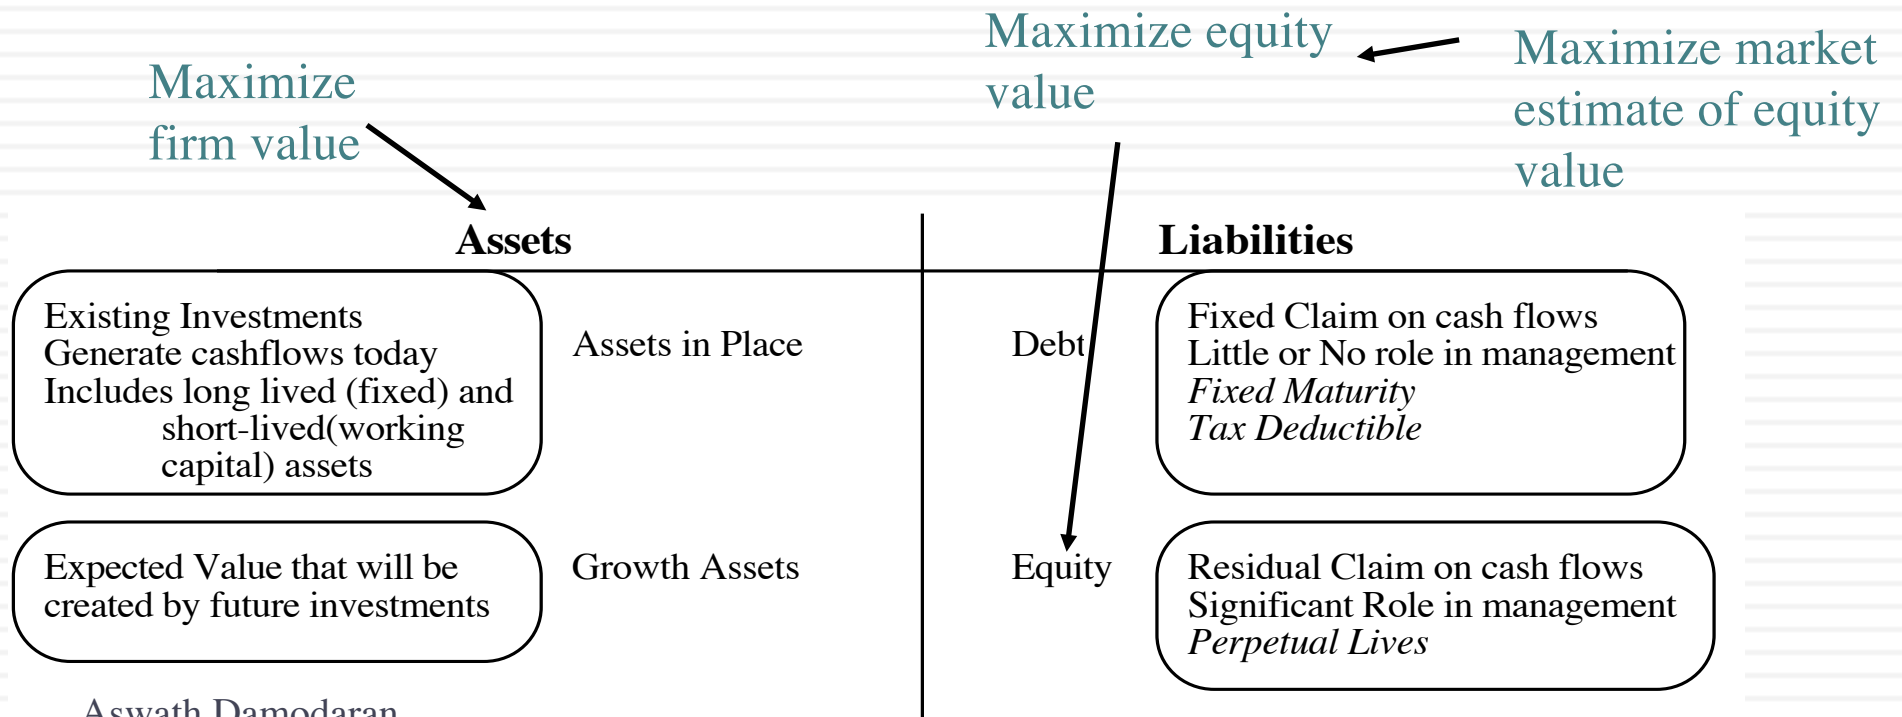 Maximize
firm value
Maximize equity
value
Maximize market
estimate of equity
value
Assets
Liabilities
Existing Investments
Generate cashflows today
Includes long lived (fixed) and
short-lived(working
capital) assets
Assets in Place
Debt
Fixed Claim on cash flows
Little or No role in management
Fixed Maturity
Tax Deductible
Expected Value that will be
created by future investments
Growth Assets
Equity
Residual Claim on cash flows
Significant Role in management
Perpetual Lives
Aswath Damodaran